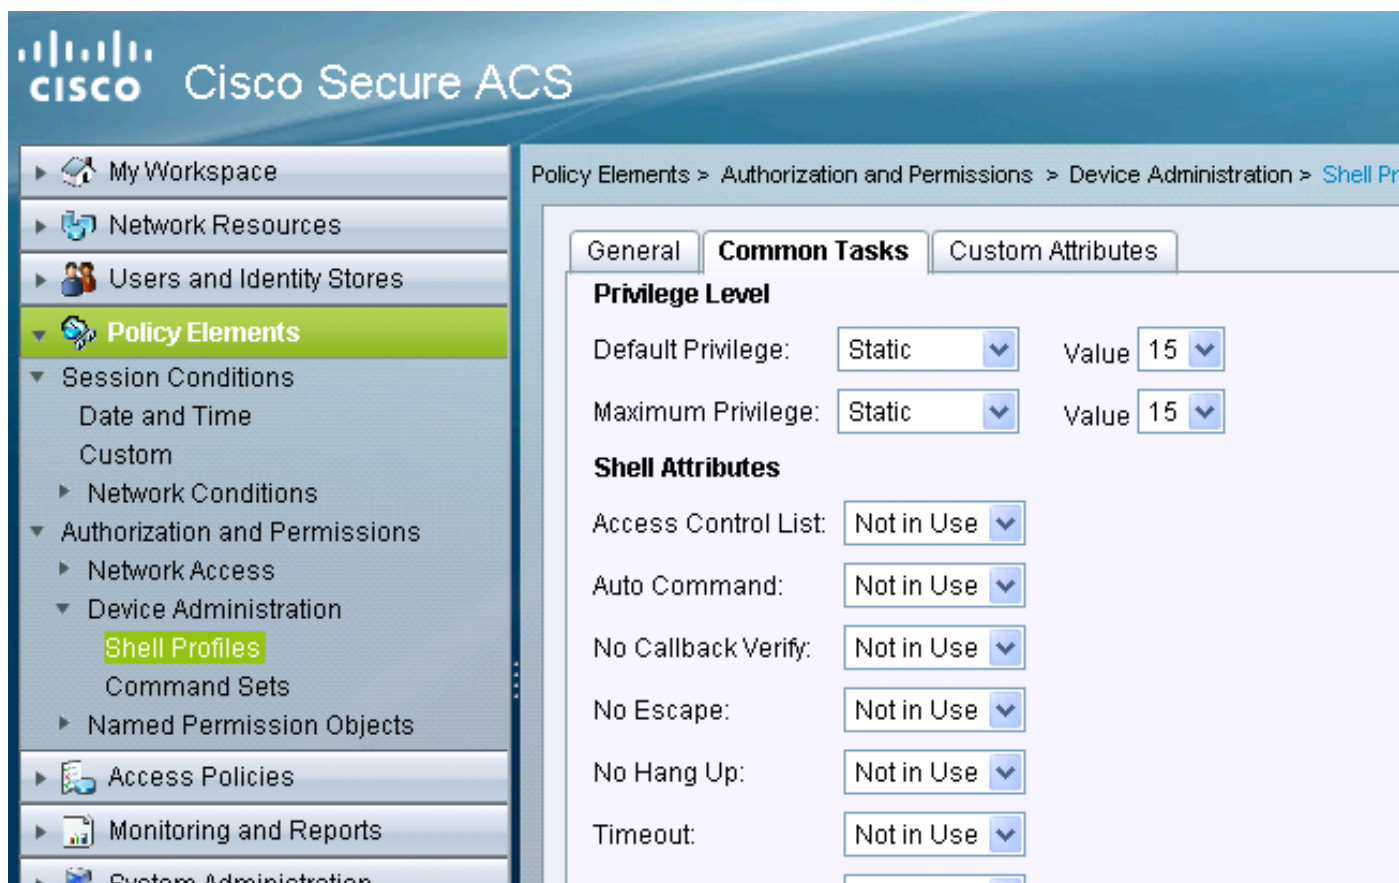 CISCO
Cisco Secure ACS
My Workspace
Network Resources
Users and Identity Stores
Policy Elements
Session Conditions
Date and Time
Custom
Network Conditions
Authorization and Permissions
Network Access
Device Administration
Shell Profiles
Command Sets
Named Permission Objects
Access Policies
Monitoring and Reports
System Administration
Policy Elements > Authorization and Permissions > Device Administration > Shell Pr
General Common Tasks Custom Attributes
Privilege Level
Default Privilege: Static Value 15
Maximum Privilege: Static Value 15
Shell Attributes
Access Control List: Not in Use
Auto Command: Not in Use
No Callback Verify: Not in Use
No Escape: Not in Use
No Hang Up: Not in Use
Timeout: Not in Use